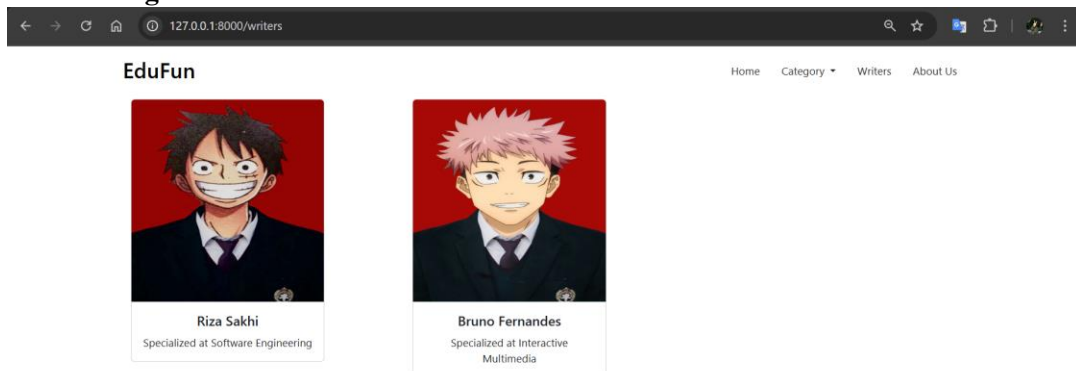 127.0.0.1:8000/writers
EduFun
Home Category Writers About Us
Riza Sakhi
Specialized at Software Engineering
Bruno Fernandes
Specialized at Interactive
Multimedia